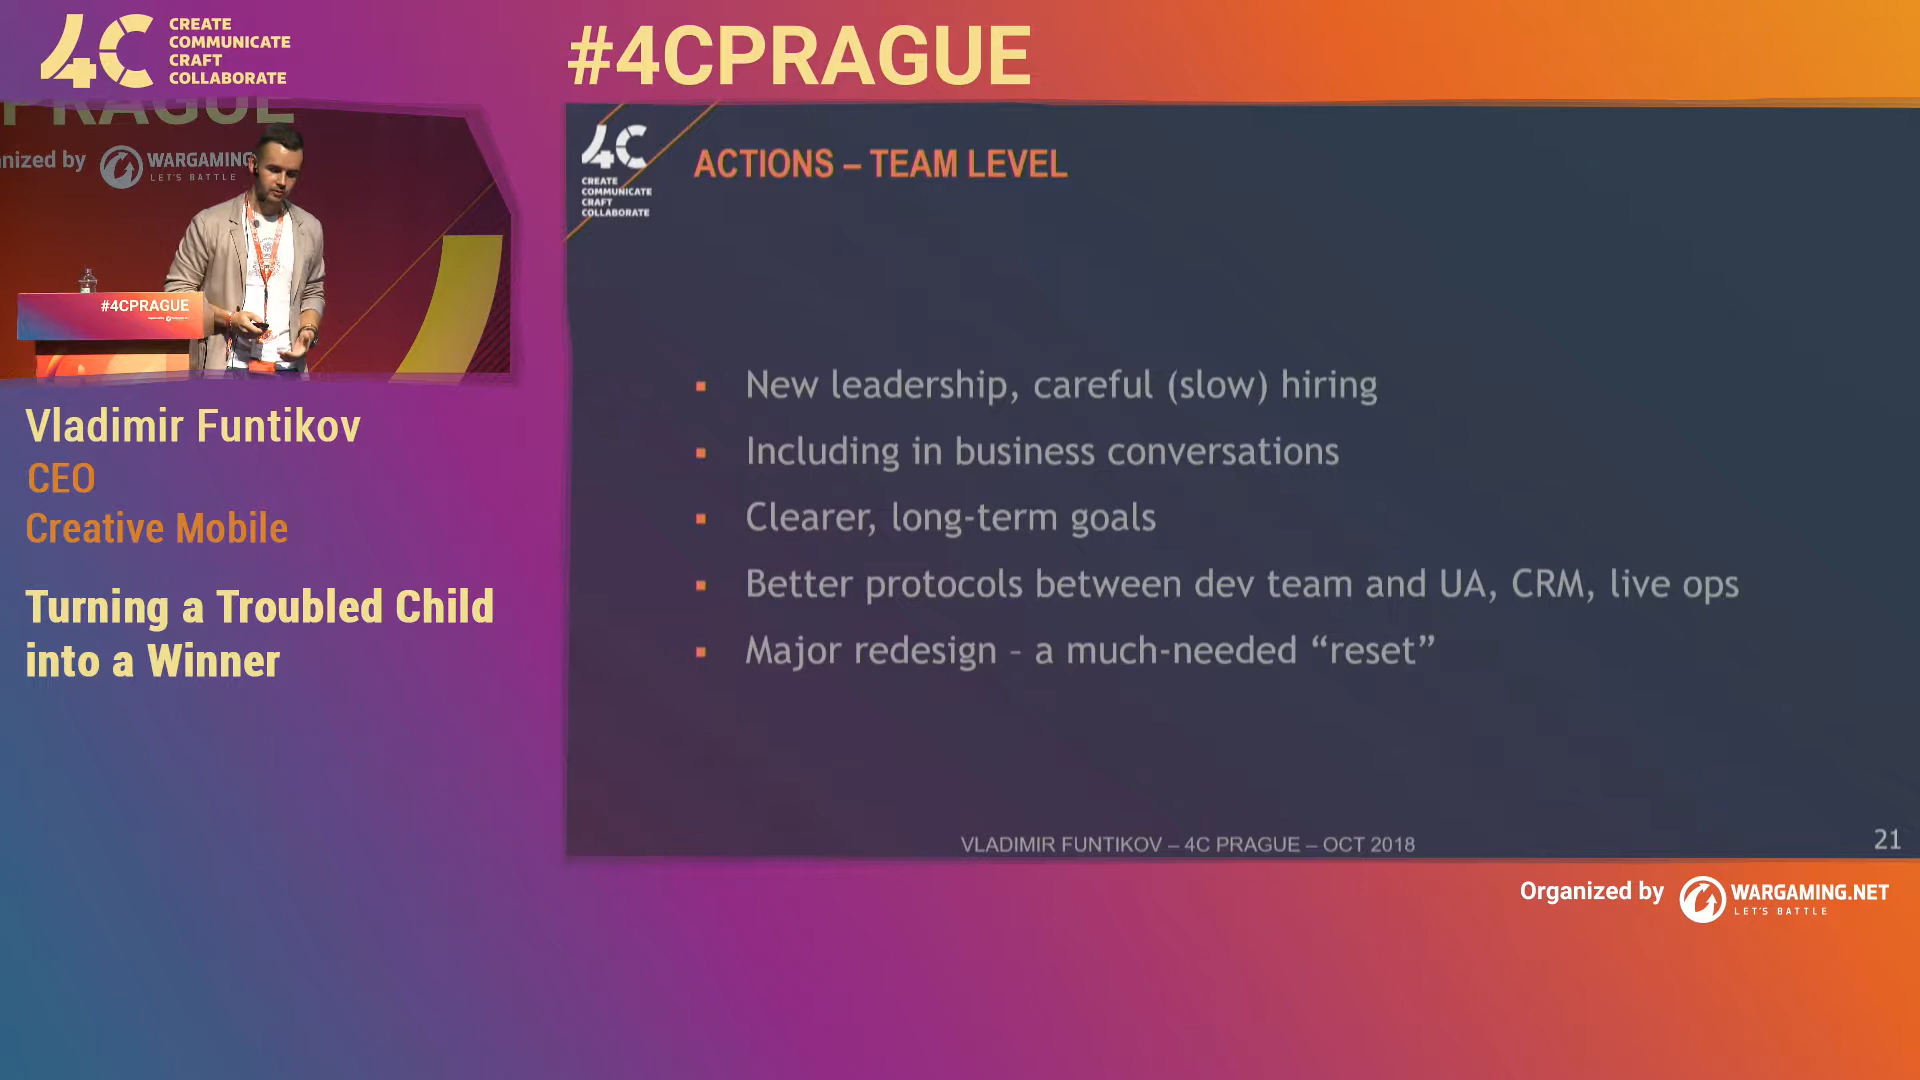 4C
CREATE
COMMUNICATE
CRAFT
COLLABORATE
#4CPRAGUE
PRAGUE
nized by
WARGAMING
LET'S BATTLE
#4CPRAGUE
Vladimir Funtikov
CEO
Creative Mobile
Turning a Troubled Child
into a Winner
4C
CREATE
COMMUNICATE
CRAFT
COLLABORATE
ACTIONS – TEAM LEVEL
▪ New leadership, careful (slow) hiring
▪ Including in business conversations
▪ Clearer, long-term goals
▪ Better protocols between dev team and UA, CRM, live ops
▪ Major redesign – a much-needed “reset”
VLADIMIR FUNTIKOV – 4C PRAGUE – OCT 2018
21
Organized by
WARGAMING.NET
LET'S BATTLE